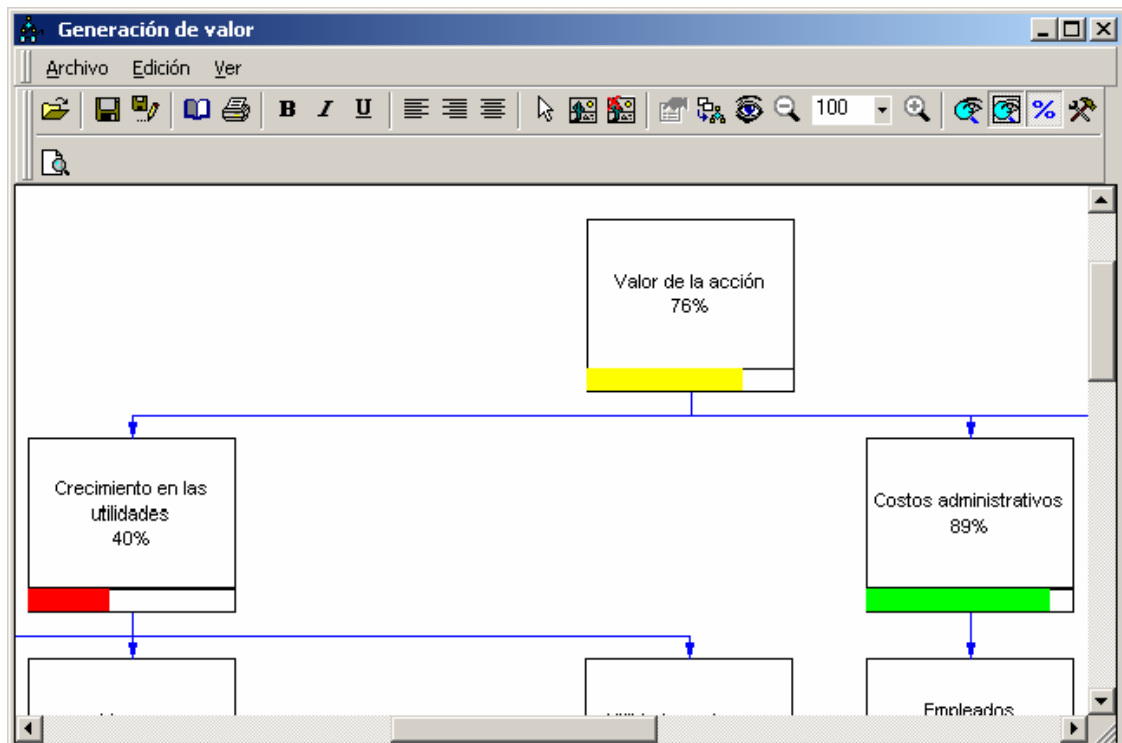 Generación de valor
Archivo Edición Ver
B I U 100 %
Valor de la acción
76%
Crecimiento en las
utilidades
40%
Costos administrativos
89%
Empleados